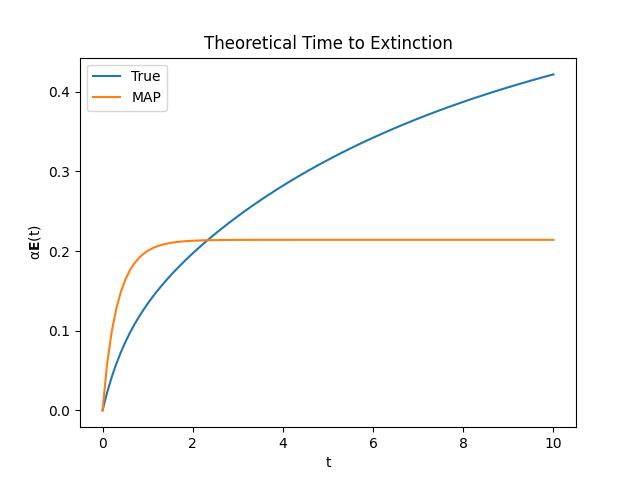 Theoretical Time to Extinction
True
MAP
0.4
0.3
0.2
0.1
0.0
α𝐄(t)
0 2 4 6 8 10
t